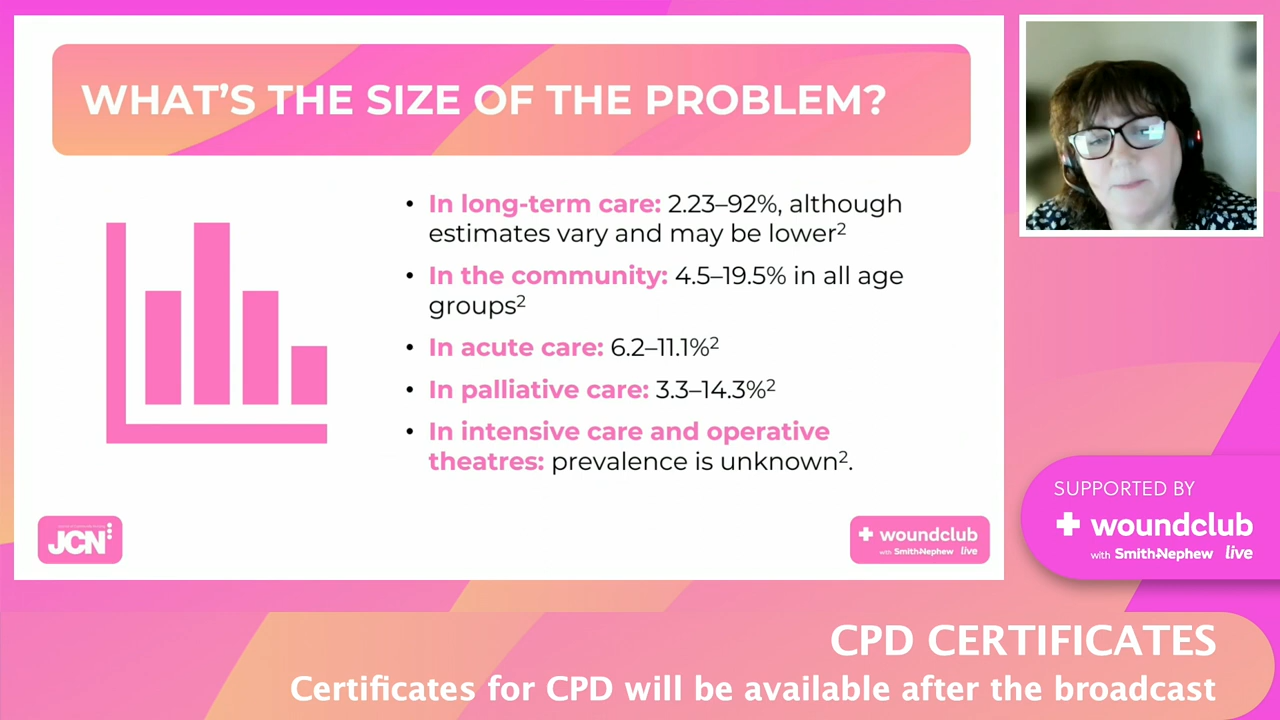 WHAT'S THE SIZE OF THE PROBLEM?
• In long-term care: 2.23–92%, although
estimates vary and may be lower²
• In the community: 4.5–19.5% in all age
groups²
• In acute care: 6.2–11.1%²
• In palliative care: 3.3–14.3%²
• In intensive care and operative
theatres: prevalence is unknown².
JCN
woundclub
with Smith+Nephew live
SUPPORTED BY
woundclub
with Smith+Nephew live
CPD CERTIFICATES
Certificates for CPD will be available after the broadcast